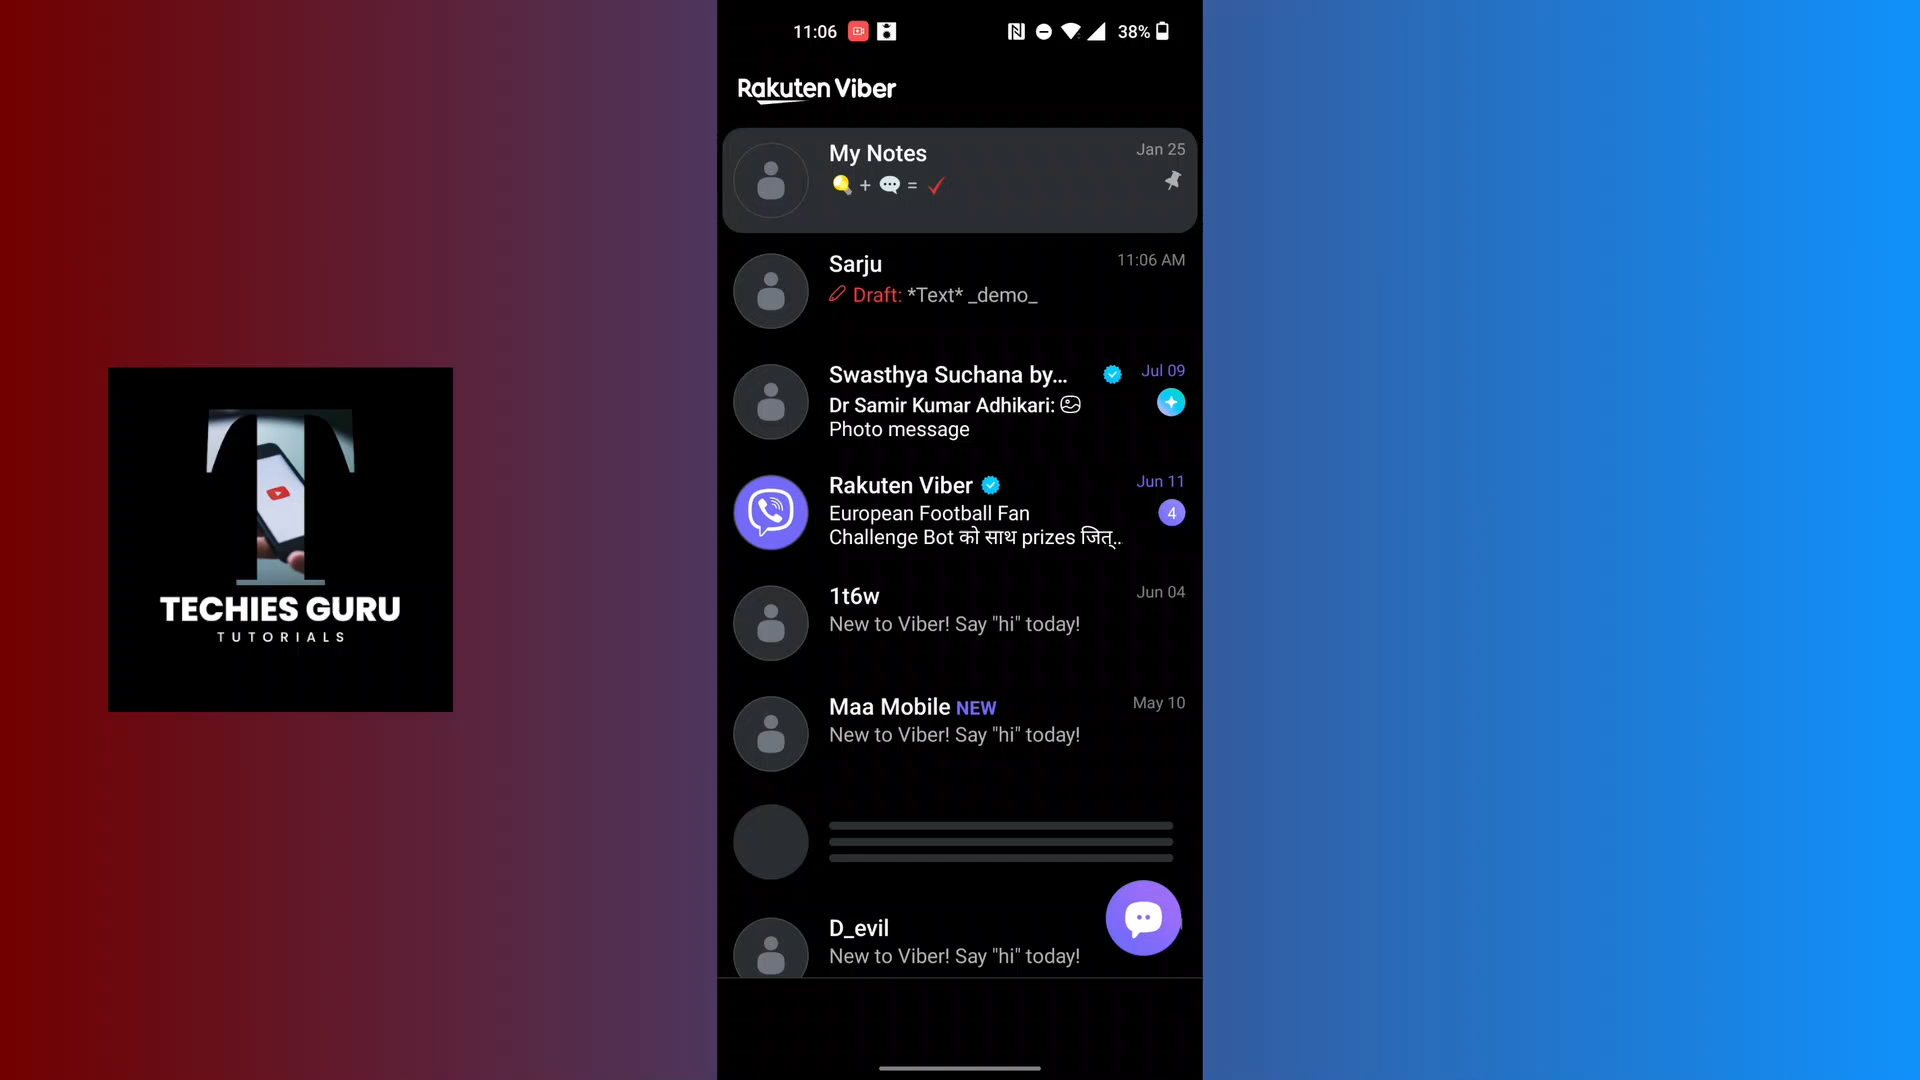 11:06
38%
Rakuten Viber
My Notes
Jan 25
+ = 
Sarju
11:06 AM
Draft: *Text* _demo_
Swasthya Suchana by...
Jul 09
Dr Samir Kumar Adhikari:
Photo message
Rakuten Viber
Jun 11
European Football Fan
4
Challenge Bot को साथ prizes जित्..
1t6w
Jun 04
New to Viber! Say "hi" today!
Maa Mobile NEW
May 10
New to Viber! Say "hi" today!
D_evil
New to Viber! Say "hi" today!
T
TECHIES GURU
TUTORIALS